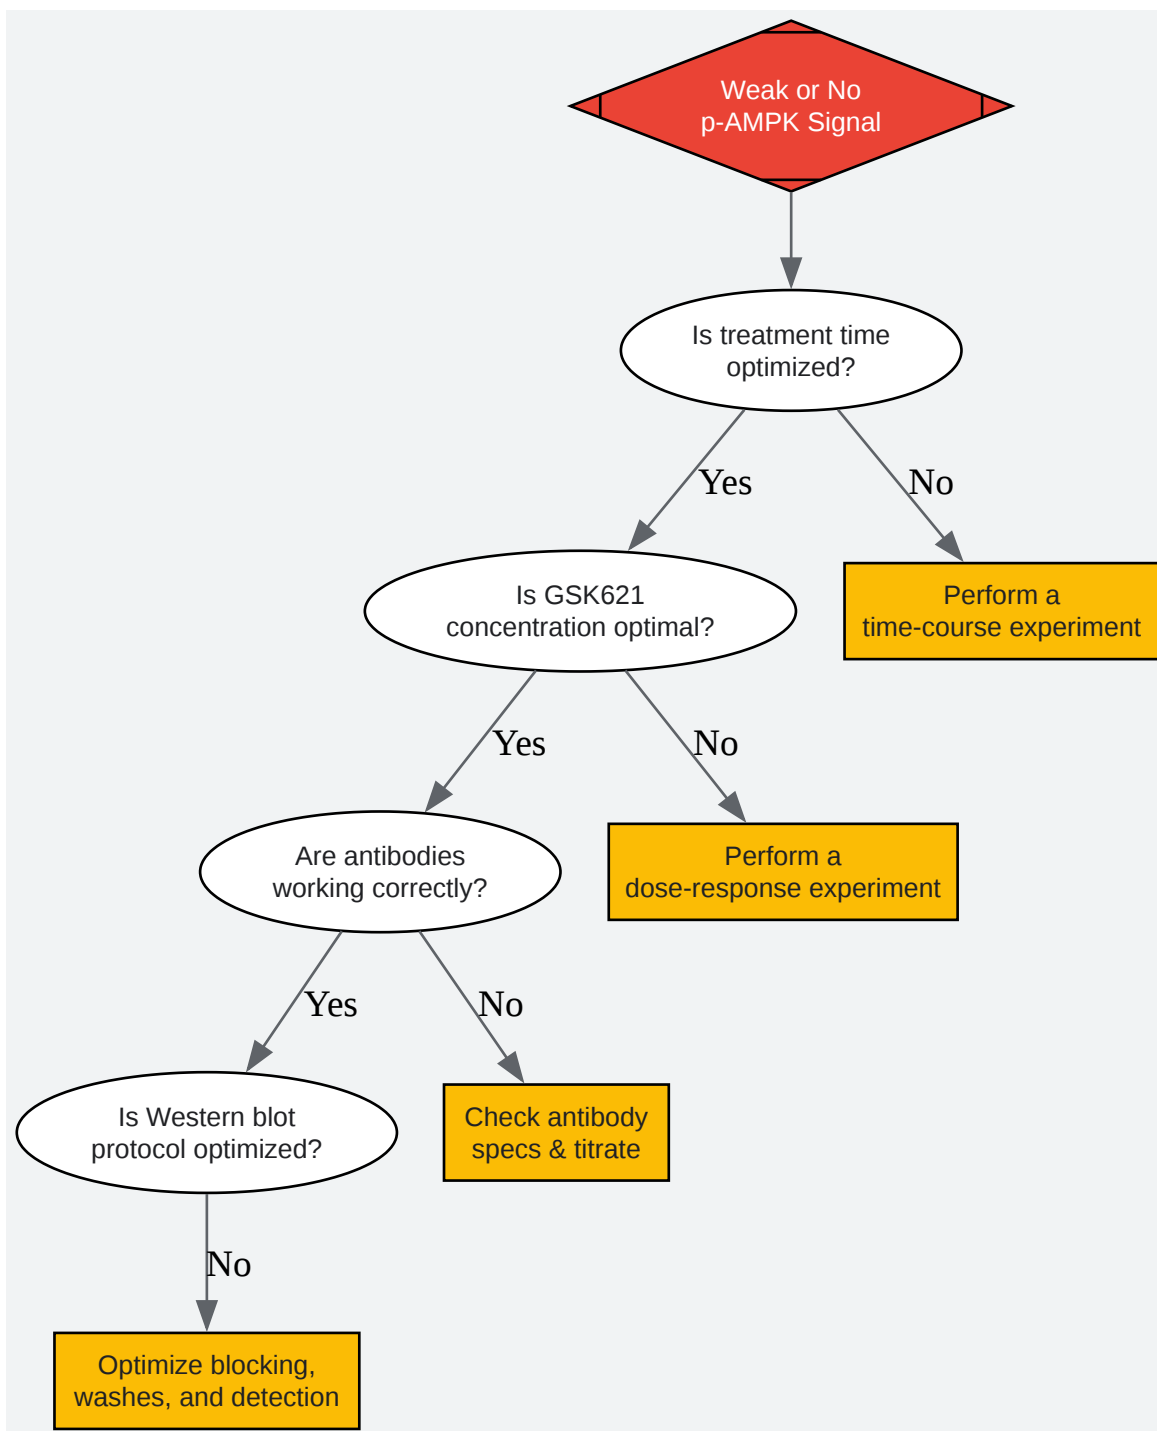 Weak or No
p-AMPK Signal
Is treatment time
optimized?
Yes
No
Is GSK621
concentration optimal?
Perform a
time-course experiment
Yes
No
Are antibodies
working correctly?
Perform a
dose-response experiment
Yes
No
Is Western blot
protocol optimized?
Check antibody
specs & titrate
No
Optimize blocking,
washes, and detection